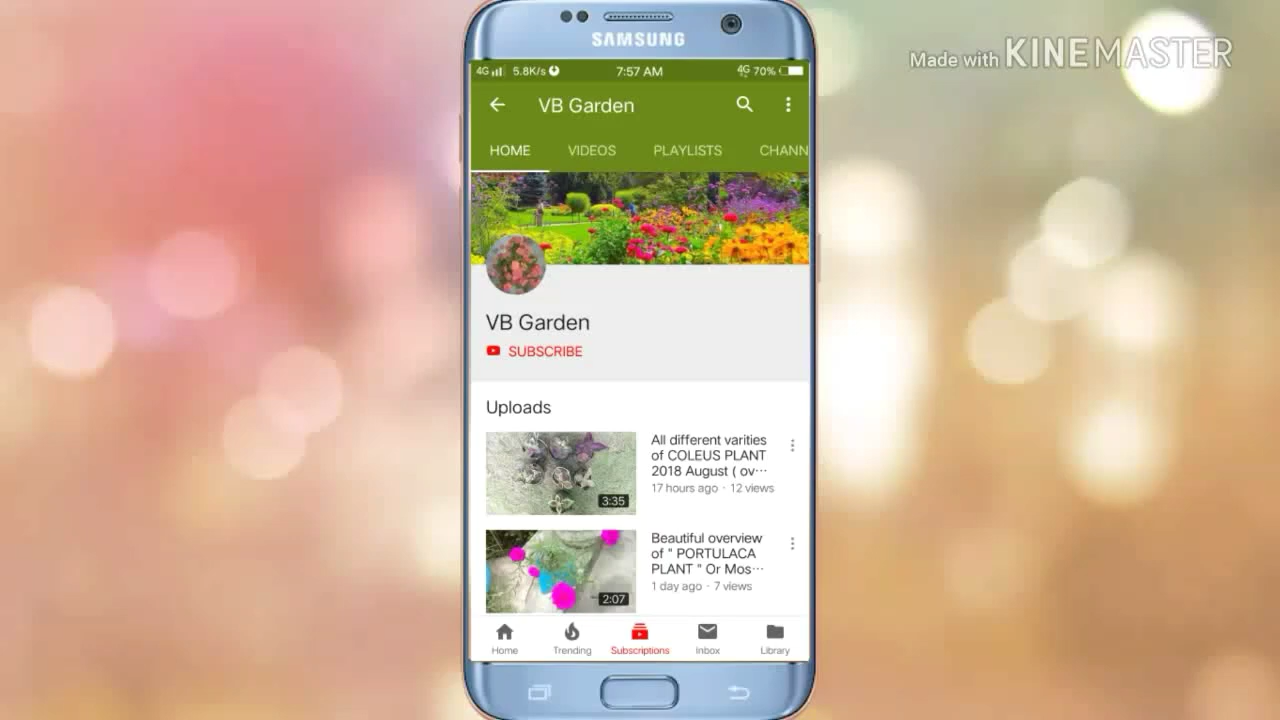 Made with KINEMASTER
SAMSUNG
4G 5.8K/s 7:57 AM 4G 70%
VB Garden
HOME VIDEOS PLAYLISTS CHANN
VB Garden
SUBSCRIBE
Uploads
All different varities
of COLEUS PLANT
2018 August ( ov⋯
17 hours ago · 12 views
3:35
Beautiful overview
of " PORTULACA
PLANT " Or Mos⋯
1 day ago · 7 views
2:07
Home Trending Subscriptions Inbox Library